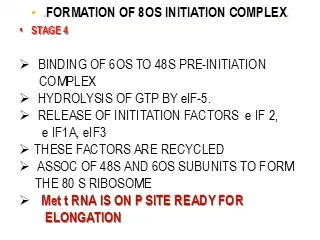 • .FORMATION OF 8OS INITIATION COMPLEX.
• STAGE 4
➢ BINDING OF 6OS TO 48S PRE-INITIATION
COMPLEX
➢ HYDROLYSIS OF GTP BY eIF-5.
➢ RELEASE OF INITITATION FACTORS e IF 2,
e IF1A, eIF3
➢ THESE FACTORS ARE RECYCLED
➢ ASSOC OF 48S AND 6OS SUBUNITS TO FORM
THE 80 S RIBOSOME
➢ Met t RNA IS ON P SITE READY FOR
ELONGATION